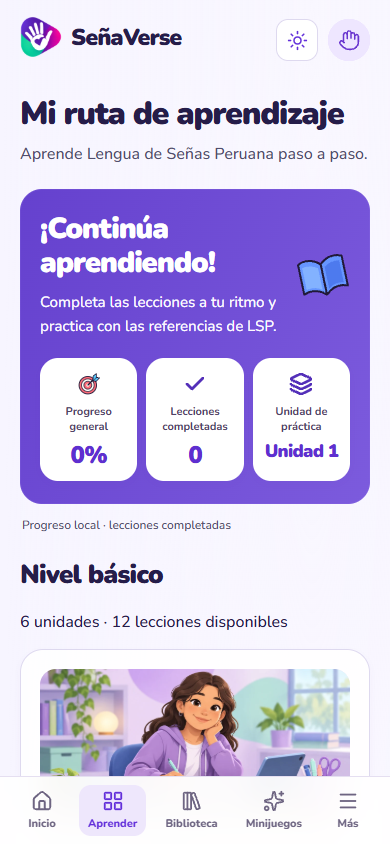 SeñaVerse
Mi ruta de aprendizaje
Aprende Lengua de Señas Peruana paso a paso.
¡Continúa
aprendiendo!
Completa las lecciones a tu ritmo y
practica con las referencias de LSP.
Progreso
general
0%
Lecciones
completadas
0
Unidad de
práctica
Unidad 1
Progreso local · lecciones completadas
Nivel básico
6 unidades · 12 lecciones disponibles
Inicio
Aprender
Biblioteca
Minijuegos
Más